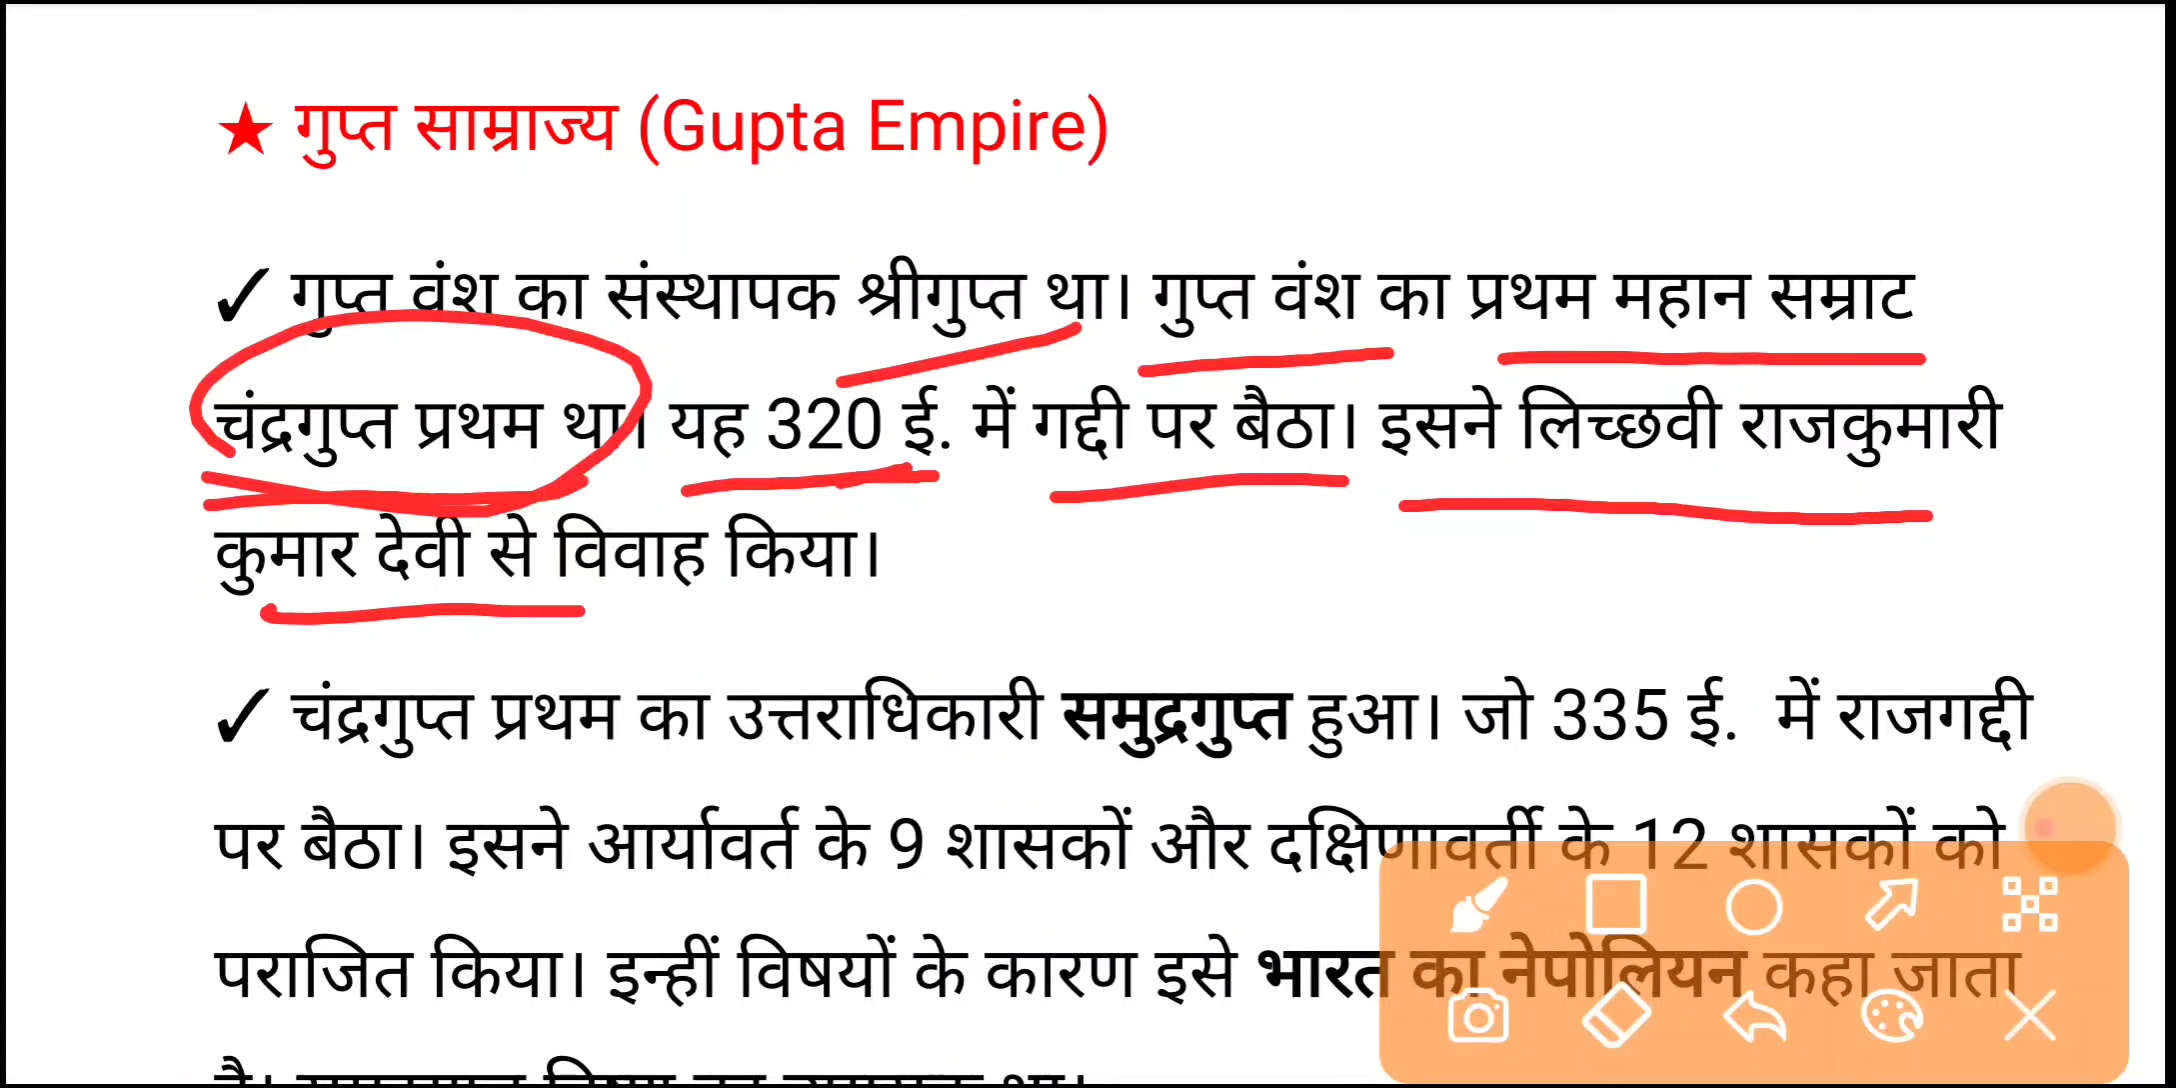 ★ गुप्त साम्राज्य (Gupta Empire)
✓ गुप्त वंश का संस्थापक श्रीगुप्त था। गुप्त वंश का प्रथम महान सम्राट
चंद्रगुप्त प्रथम था। यह 320 ई. में गद्दी पर बैठा। इसने लिच्छवी राजकुमारी
कुमार देवी से विवाह किया।
✓ चंद्रगुप्त प्रथम का उत्तराधिकारी समुद्रगुप्त हुआ। जो 335 ई. में राजगद्दी
पर बैठा। इसने आर्यावर्त के 9 शासकों और दक्षिणावर्ती के 12 शासकों को
पराजित किया। इन्हीं विषयों के कारण इसे भारत का नेपोलियन कहा जाता